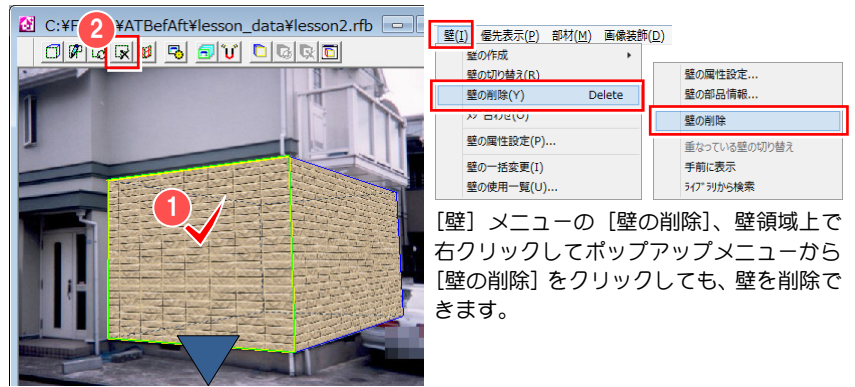 C:¥F ¥ATBefAft¥lesson_data¥lesson2.rfb
2
1
壁(I) 優先表示(P) 部材(M) 画像装飾(D)
壁の作成
壁の切り替え(R)
壁の削除(Y) Delete
合わせ(O)
壁の属性設定(P)...
壁の一括変更(I)
壁の使用一覧(U)...
壁の属性設定...
壁の部品情報...
壁の削除
重なっている壁の切り替え
手前に表示
ﾗｲﾌﾞﾗﾘから検索
［壁］メニューの［壁の削除］、壁領域上で
右クリックしてポップアップメニューから
［壁の削除］をクリックしても、壁を削除で
きます。